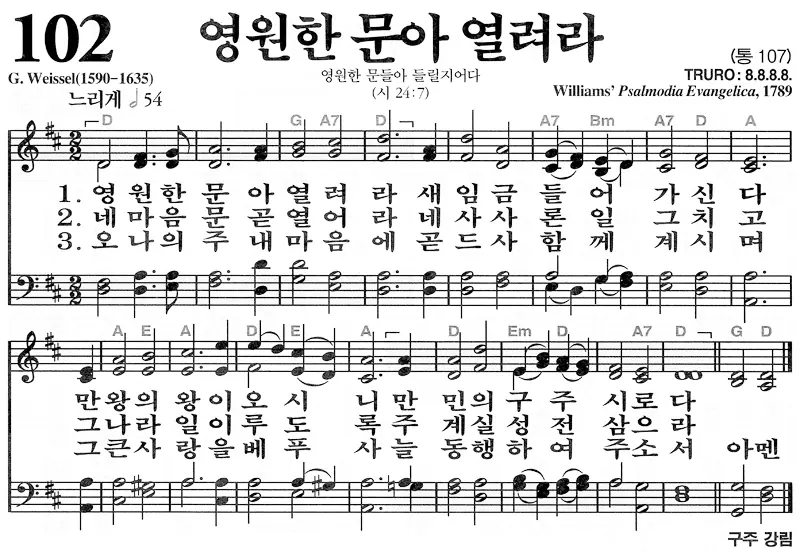 102 영원한 문아 열려라 (통 107)
G. Weissel(1590-1635) 영원한 문들아 들릴지어다 TRURO : 8.8.8.8.
느리게 54 (시 24:7) Williams' Psalmodia Evangelica, 1789
D G A7 D A7 Bm A7 D A
1. 영 원 한 문 아 열 려 라 새 임 금 들 어 가 신 다
2. 네 마 음 문 곧 열 어 라 네 사 사 론 일 그 치 고
3. 오 나 의 주 내 마 음 에 곧 드 사 함 께 계 시 며
A E A D E A D Em D A7 D G D
만 왕 의 왕 이 오 시 니 만 민 의 구 주 시 로 다
그 나 라 일 이 루 도 록 주 계 실 성 전 삼 으 라
그 큰 사 랑 을 베 푸 사 늘 동 행 하 여 주 소 서 아 멘
구주 강림